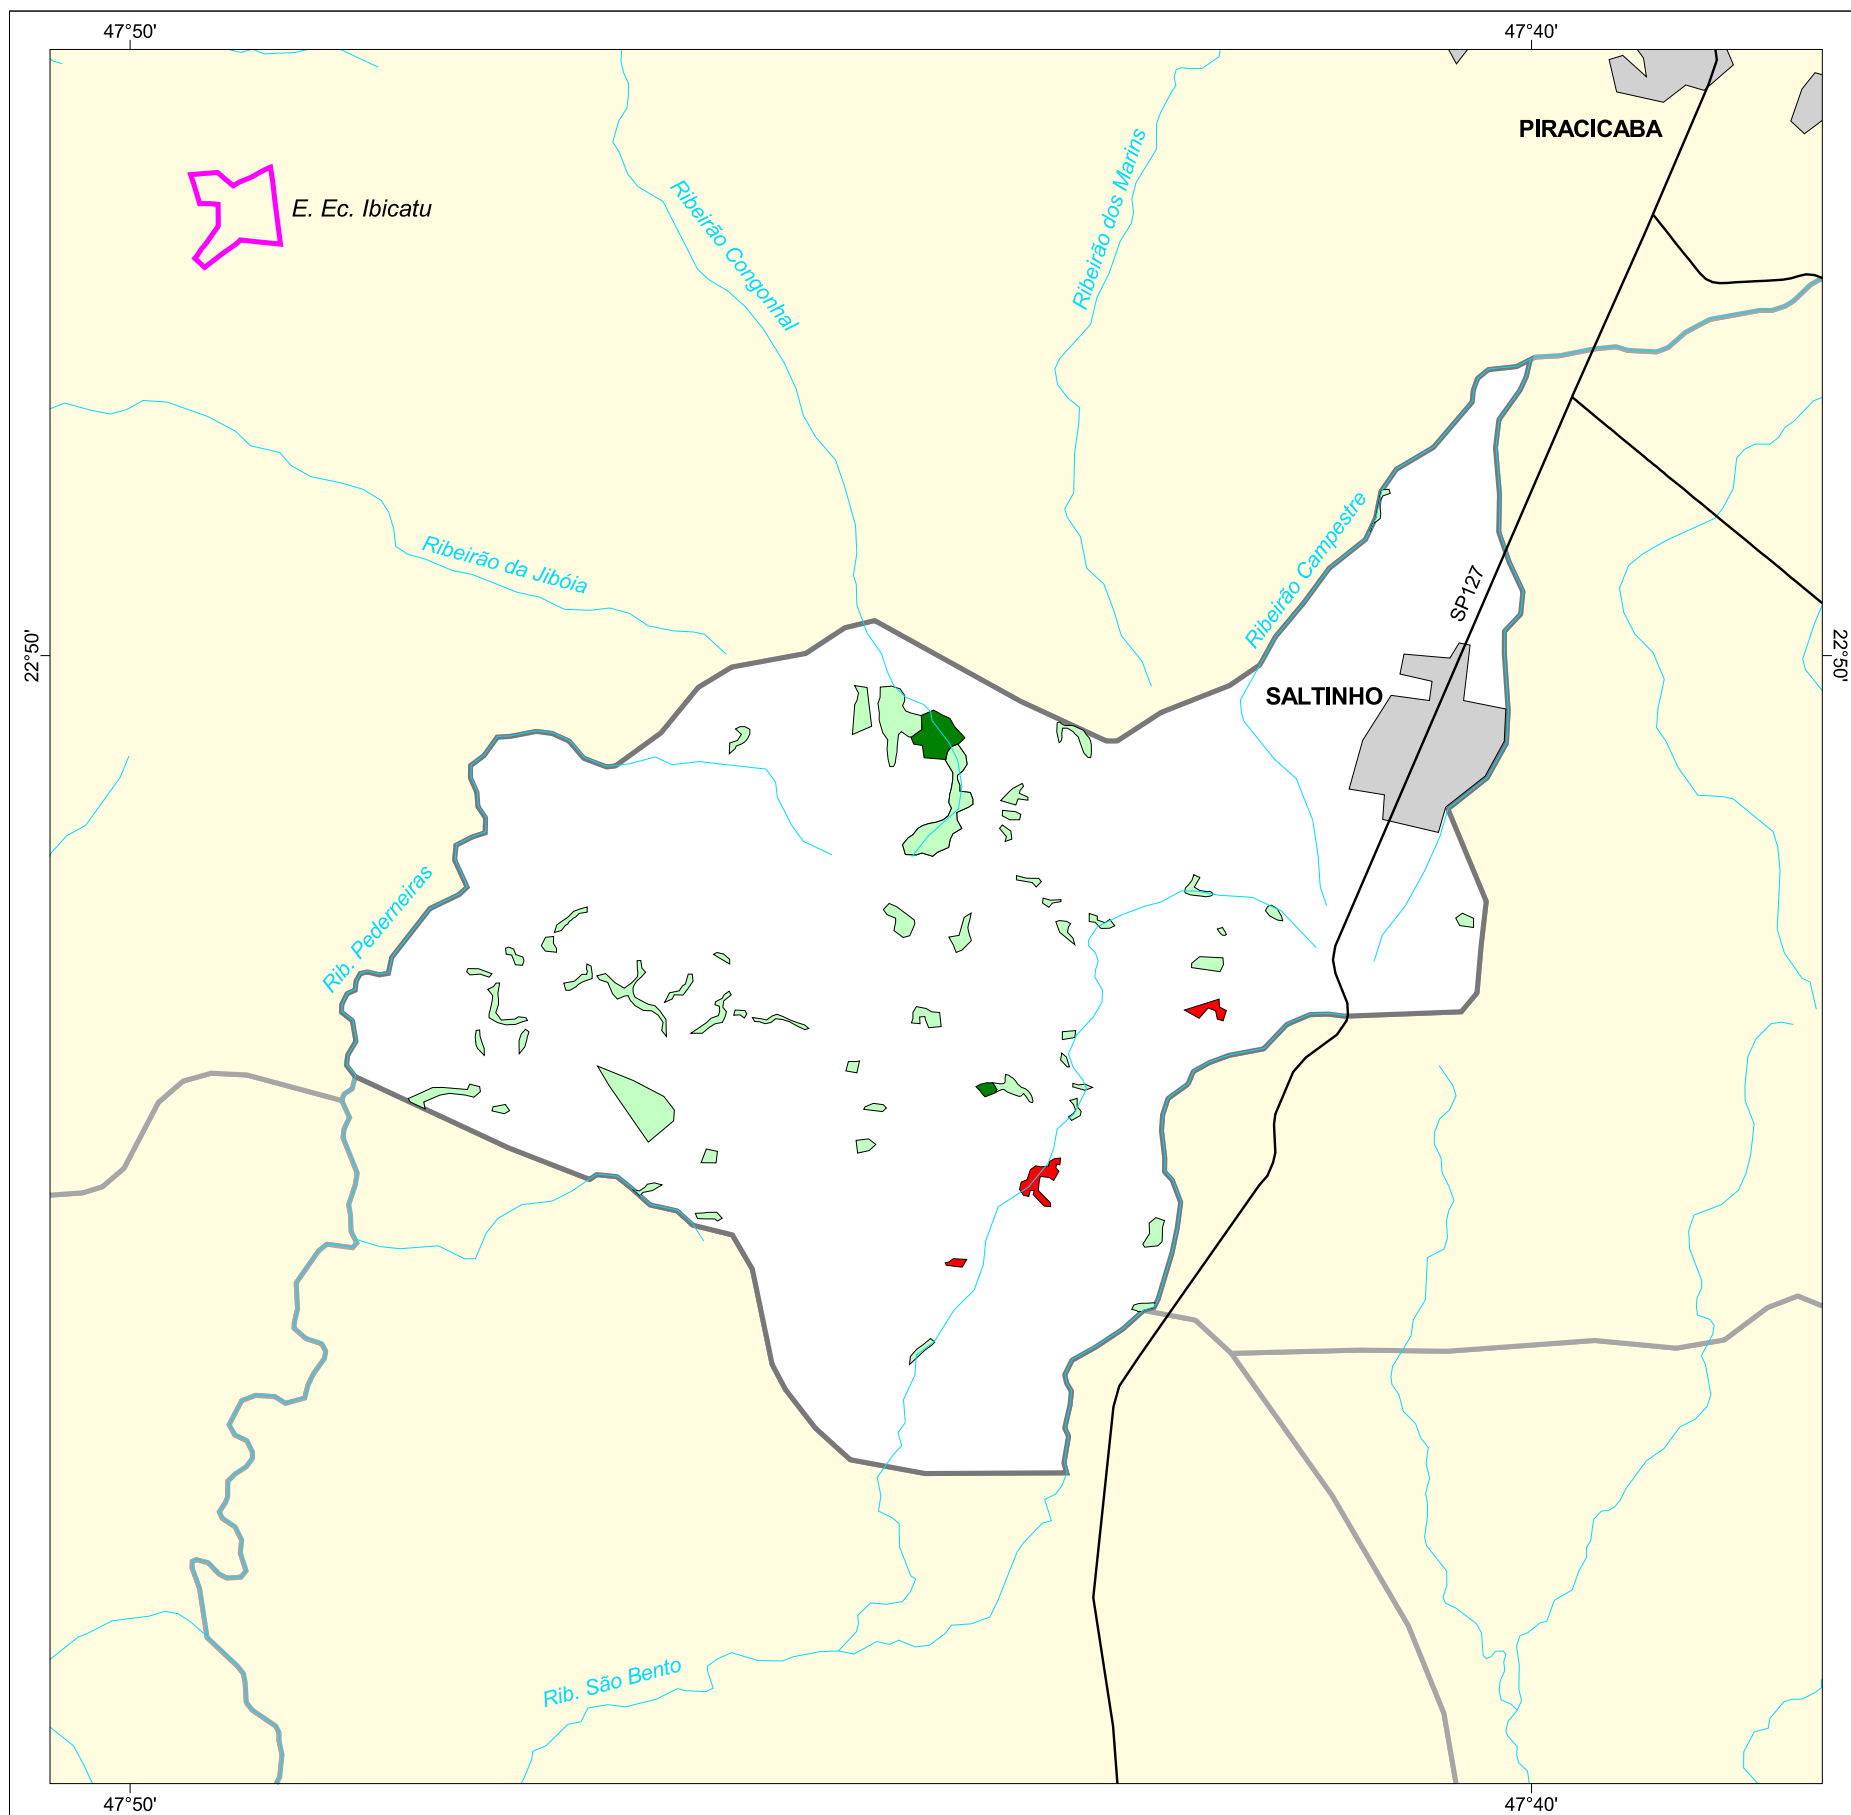 47°50'
47°40'
PIRACICABA
E. Ec. Ibicatu
Ribeirão Congonhal
Ribeirão dos Marins
Ribeirão da Jibóia
Ribeirão Campestre
SP127
22°50'
22°50'
SALTINHO
Rib. Pederneiras
Rib. São Bento
47°50'
47°40'